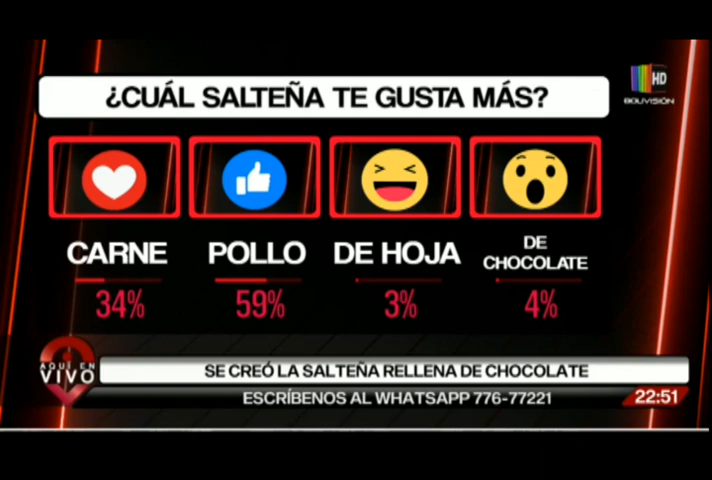 ¿CUÁL SALTEÑA TE GUSTA MÁS?
HD
BOLIVISIÓN
CARNE
POLLO
DE HOJA
DE
CHOCOLATE
34%
59%
3%
4%
AQUÍ EN
VIVO
SE CREÓ LA SALTEÑA RELLENA DE CHOCOLATE
ESCRÍBENOS AL WHATSAPP 776-77221
22:51